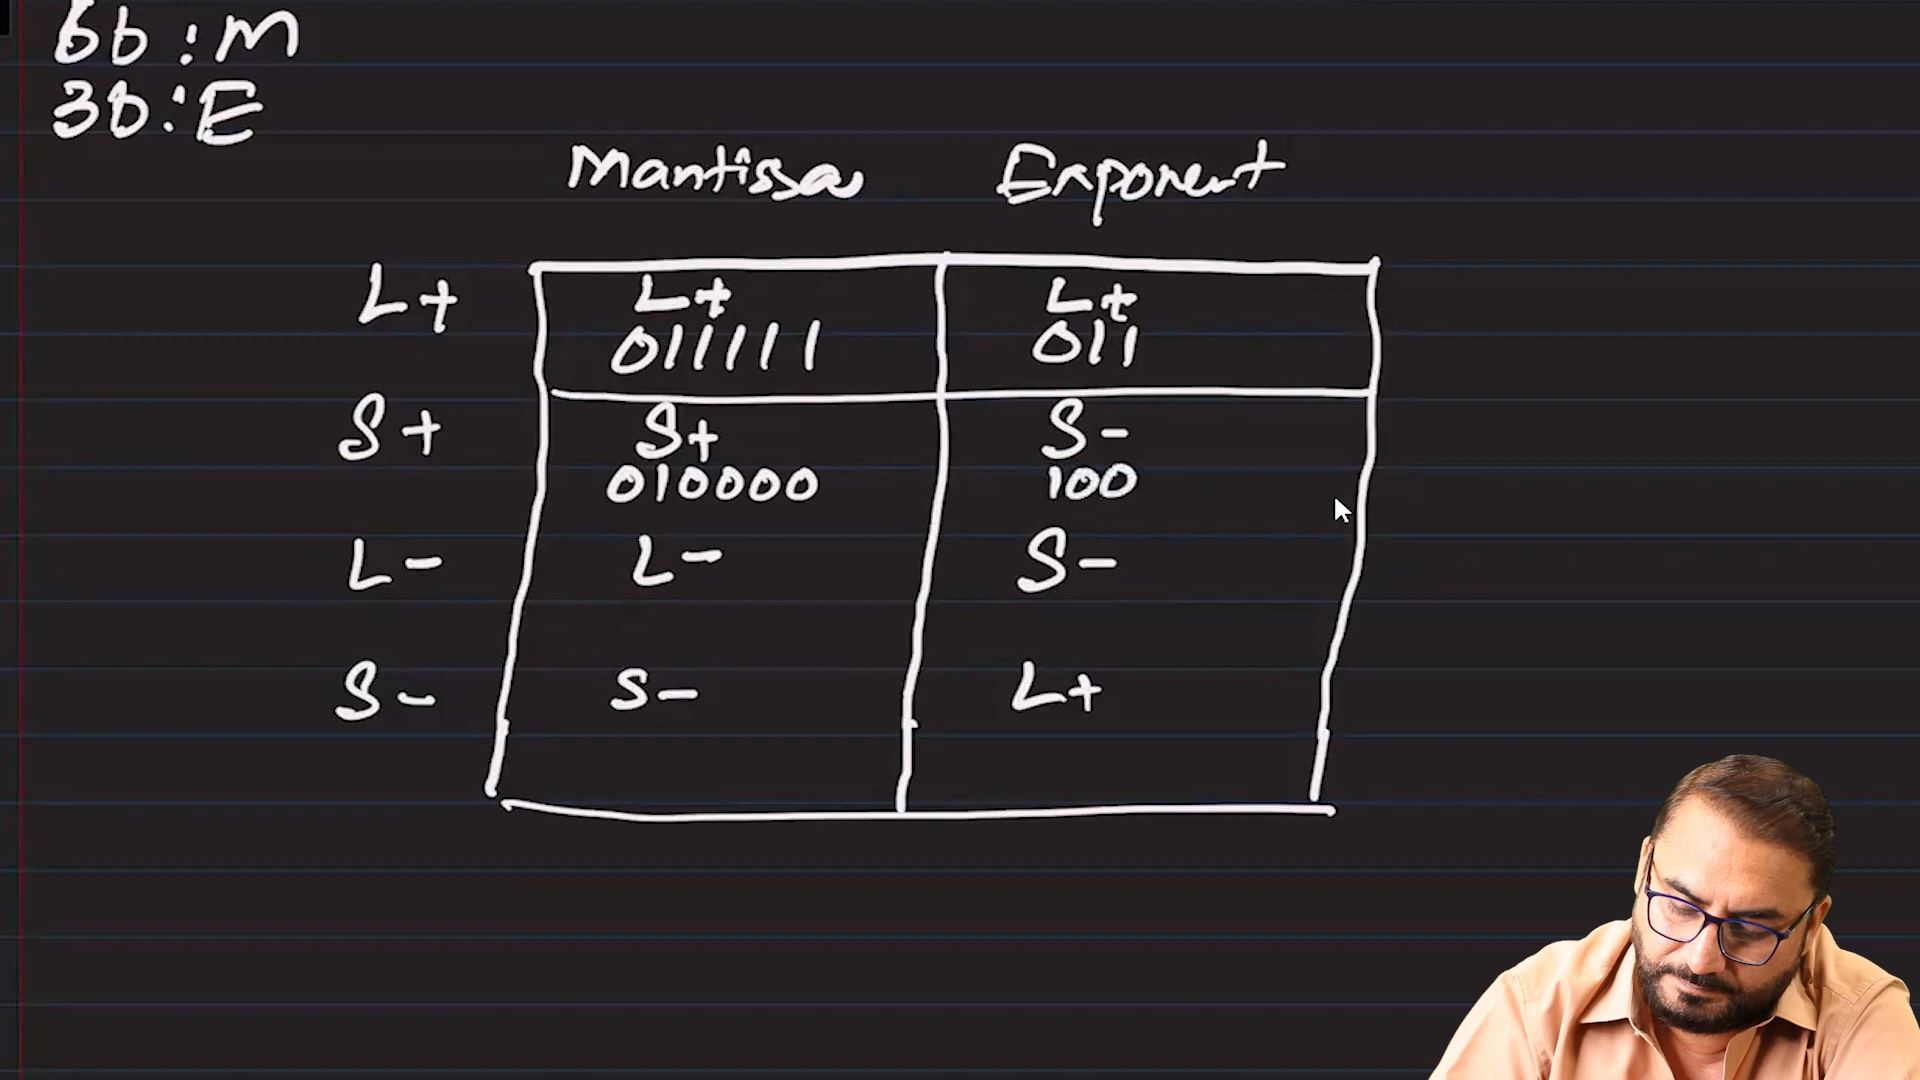 6b : M
3b : E
Mantissa Exponent
L+ L+ L+
011111 011
S+ S+ S-
010000 100
L- L- S-
S- S- L+